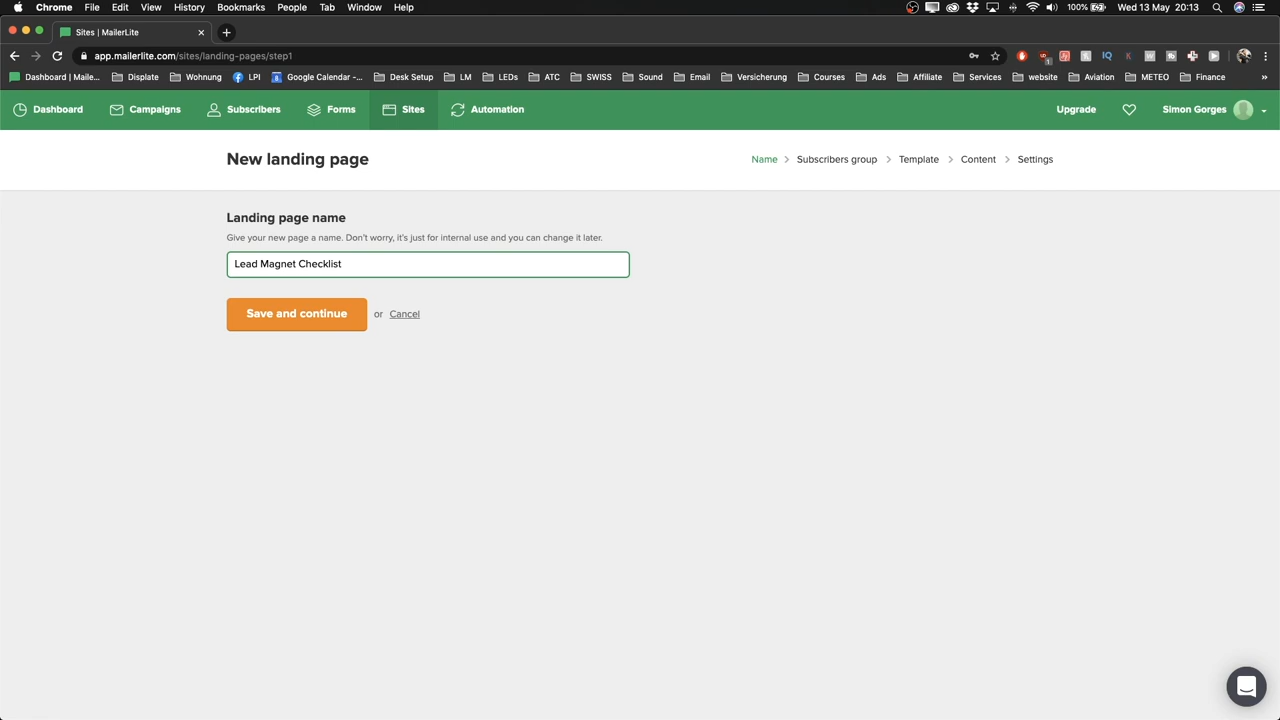 Chrome File Edit View History Bookmarks People Tab Window Help 100% Wed 13 May 20:13
Sites | MailerLite
app.mailerlite.com/sites/landing-pages/step1
Dashboard | Maile... Displate Wohnung LPI Google Calendar -... Desk Setup LM LEDs ATC SWISS Sound Email Versicherung Courses Ads Affiliate Services website Aviation METEO Finance »
Dashboard Campaigns Subscribers Forms Sites Automation Upgrade Simon Gorges
New landing page Name > Subscribers group > Template > Content > Settings
Landing page name
Give your new page a name. Don't worry, it's just for internal use and you can change it later.
Lead Magnet Checklist
Save and continue or Cancel